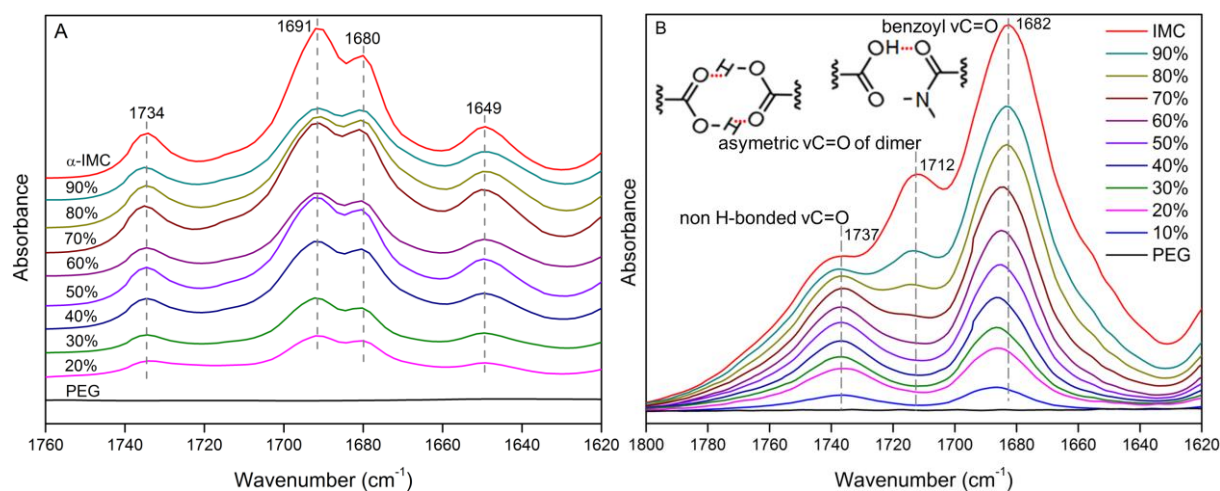 A
1691
1680
1734
1649
α-IMC
90%
80%
70%
60%
50%
40%
30%
20%
PEG
Absorbance
1760 1740 1720 1700 1680 1660 1640 1620
Wavenumber (cm-1)
B
benzoyl vC=O
1682
O
H
O
O
H
O
O
H
O
O
N
asymetric vC=O of dimer
1712
non H-bonded vC=O
1737
IMC
90%
80%
70%
60%
50%
40%
30%
20%
10%
PEG
Absorbance
1800 1780 1760 1740 1720 1700 1680 1660 1640 1620
Wavenumber (cm-1)